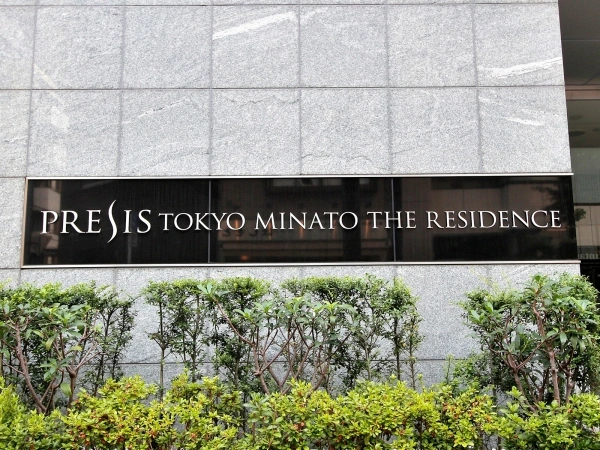 PRESIS TOKYO MINATO THE RESIDENCE